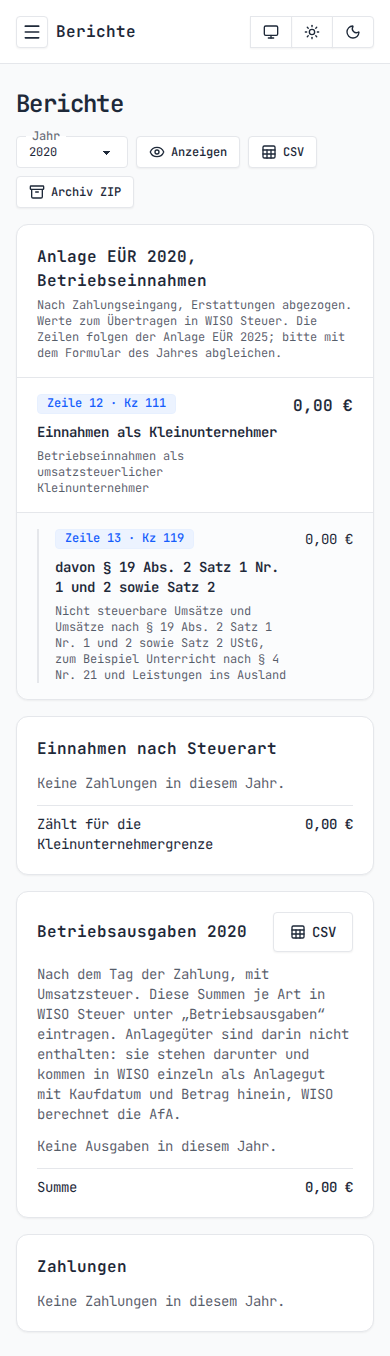 Berichte
Berichte
Jahr
2020
Anzeigen
CSV
Archiv ZIP
Anlage EÜR 2020,
Betriebseinnahmen
Nach Zahlungseingang, Erstattungen abgezogen.
Werte zum Übertragen in WISO Steuer. Die
Zeilen folgen der Anlage EÜR 2025; bitte mit
dem Formular des Jahres abgleichen.
Zeile 12 · Kz 111
0,00 €
Einnahmen als Kleinunternehmer
Betriebseinnahmen als
umsatzsteuerlicher
Kleinunternehmer
Zeile 13 · Kz 119
0,00 €
davon § 19 Abs. 2 Satz 1 Nr.
1 und 2 sowie Satz 2
Nicht steuerbare Umsätze und
Umsätze nach § 19 Abs. 2 Satz 1
Nr. 1 und 2 sowie Satz 2 UStG,
zum Beispiel Unterricht nach § 4
Nr. 21 und Leistungen ins Ausland
Einnahmen nach Steuerart
Keine Zahlungen in diesem Jahr.
Zählt für die
Kleinunternehmergrenze
0,00 €
Betriebsausgaben 2020
CSV
Nach dem Tag der Zahlung, mit
Umsatzsteuer. Diese Summen je Art in
WISO Steuer unter „Betriebsausgaben“
eintragen. Anlagegüter sind darin nicht
enthalten: sie stehen darunter und
kommen in WISO einzeln als Anlagegut
mit Kaufdatum und Betrag hinein, WISO
berechnet die AfA.
Keine Ausgaben in diesem Jahr.
Summe
0,00 €
Zahlungen
Keine Zahlungen in diesem Jahr.